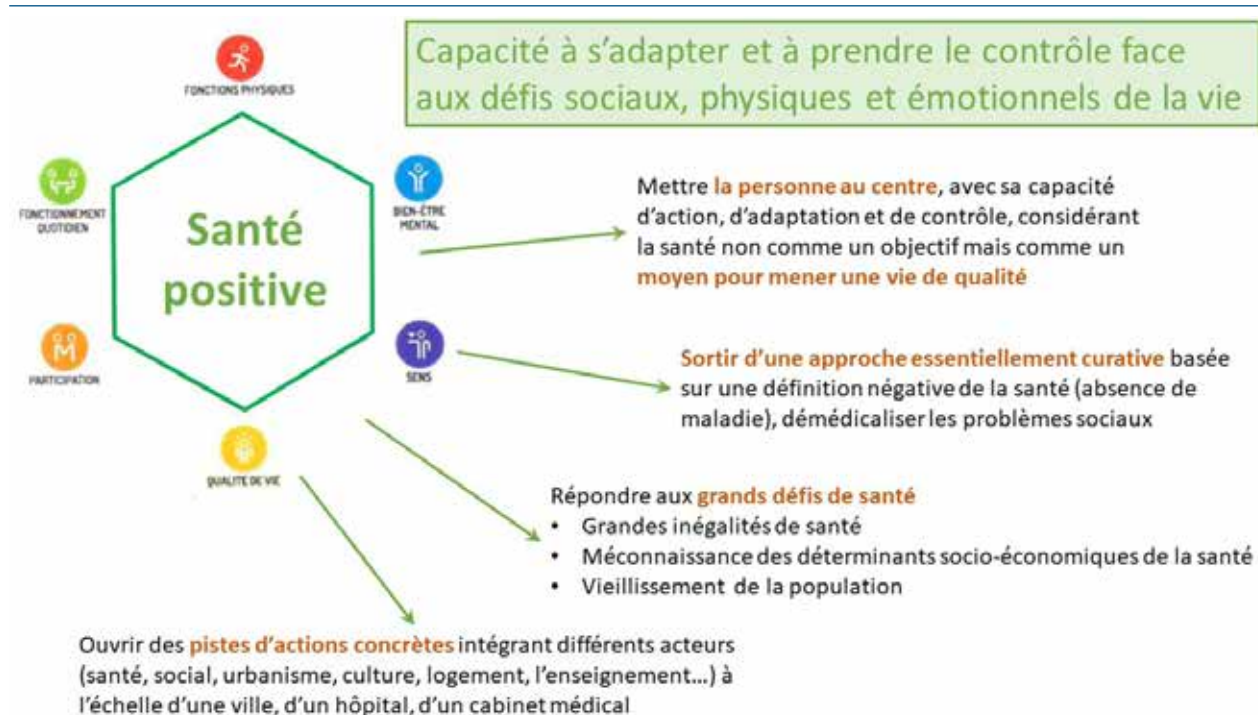 Capacité à s'adapter et à prendre le contrôle face
aux défis sociaux, physiques et émotionnels de la vie
FONCTIONS PHYSIQUES
BIEN-ÊTRE
MENTAL
SENS
QUALITÉ DE VIE
PARTICIPATION
FONCTIONNEMENT
QUOTIDIEN
Santé
positive
Mettre la personne au centre, avec sa capacité
d'action, d'adaptation et de contrôle, considérant
la santé non comme un objectif mais comme un
moyen pour mener une vie de qualité
Sortir d'une approche essentiellement curative basée
sur une définition négative de la santé (absence de
maladie), démédicaliser les problèmes sociaux
Répondre aux grands défis de santé
• Grandes inégalités de santé
• Méconnaissance des déterminants socio-économiques de la santé
• Vieillissement de la population
Ouvrir des pistes d'actions concrètes intégrant différents acteurs
(santé, social, urbanisme, culture, logement, l'enseignement...) à
l'échelle d'une ville, d'un hôpital, d'un cabinet médical